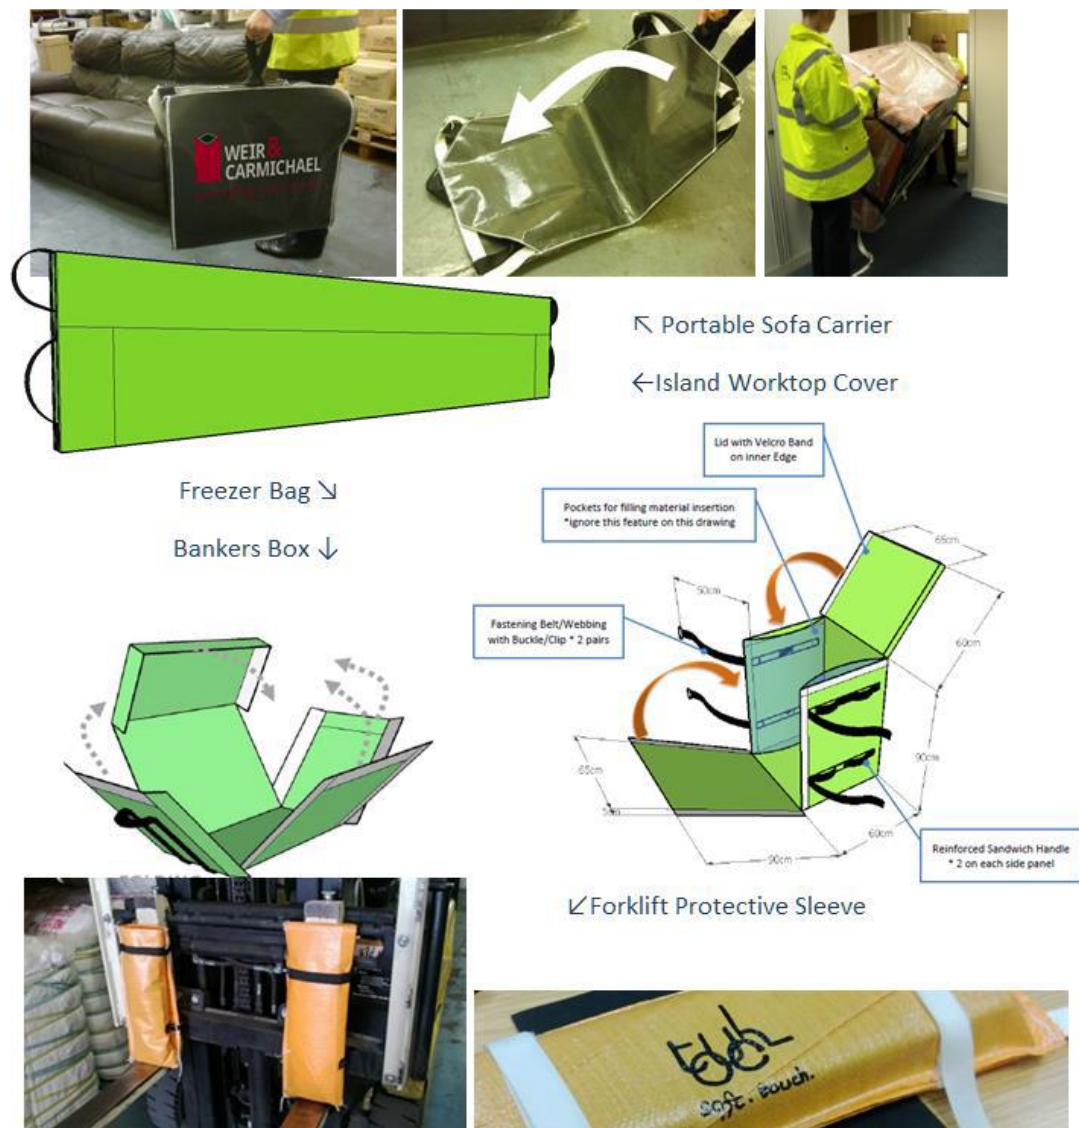 WEIR &
CARMICHAEL
↖ Portable Sofa Carrier
←Island Worktop Cover
Lid with Velcro Band
on inner Edge
Freezer Bag ↘
Pockets for filling material insertion
*ignore this feature on this drawing
Bankers Box ↓
65cm
50cm
Fastening Belt/Webbing
with Buckle/Clip * 2 pairs
60cm
65cm
90cm
5cm
60cm
90cm
Reinforced Sandwich Handle
* 2 on each side panel
↙Forklift Protective Sleeve
touch
soft. touch.